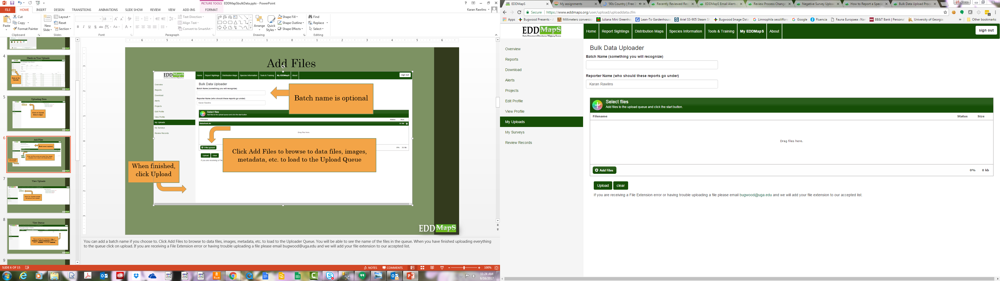 PICTURE TOOLS
EDDMapSbulkData.pptx - PowerPoint
FILE HOME INSERT DESIGN TRANSITIONS ANIMATIONS SLIDE SHOW REVIEW VIEW ADD-INS FORMAT
Karan Rawlins
Paste
Cut
Copy
Format Painter
Clipboard
New Slide
Layout
Reset
Section
Slides
18
Font
Text Direction
Align Text
Convert to SmartArt
Paragraph
Arrange
Quick Styles
Shape Fill
Shape Outline
Shape Effects
Drawing
Find
Replace
Select
Editing
4
Check on Your Uploads
5
Uploading Data
Click on Upload Data to begin
6
Add Files
Batch name is optional
7
View Uploads
8
View Status
9
Add Files
EDDMapS
Home Report Sightings Distribution Maps Species Information Tools & Training My EDDMapS About
sign out
Overview
Reports
Download
Alerts
Projects
Edit Profile
View Profile
My Uploads
My Surveys
Review Records
Bulk Data Uploader
Batch Name (something you will recognize)
Reporter Name (who should these reports go under)
Karan Rawlins
Select files
Add files to the upload queue and click the start button.
Filename Status Size
datasheet.xls 31 kb
Drag files here.
1 files queued 0% 31 kb
Upload clear
If you are receiving a File
Batch name is optional
Click Add Files to browse to data files, images,
metadata, etc. to load to the Upload Queue
When finished,
click Upload
EDDMapS
You can add a batch name if you choose to. Click Add Files to browse to data files, images, metadata, etc. to load to the Uploader Queue. You will be able to see the name of the files in the queue. When you have finished uploading everything
to the queue click on upload. If you are receiving a File Extension error or having trouble uploading a file please email bugwood@uga.edu and we will add your file extension to our accepted list.
SLIDE 6 OF 15
NOTES COMMENTS 100%
11:24 AM
6/16/2017
EDDMapS
My assignments
'90s Country | Free
Recently Reviewed Rec
EDDMapS Email Alerts
Review Process Change
Negative Survey Uploa
How to Report a Specie
Bulk Data Upload Proce
Karan
Secure https://www.eddmaps.org/user/upload/uploaddata.cfm
Apps
Bugwood Presents - A
Millimeters conversio
Juliana Mini Greenhou
Lean-To Gardenhouse
Ariel SS-905 Steam Sh
Bugwood Image Data
Limnophila sessiliflora
Google
Fluencia
Fauna Europaea : Nam
BB&T Bank | Personal
University of Georgia:
»
Other bookmarks
EDDMapS
Early Detection & Distribution Mapping System
Home Report Sightings Distribution Maps Species Information Tools & Training My EDDMapS About
sign out
Overview
Reports
Download
Alerts
Projects
Edit Profile
View Profile
My Uploads
My Surveys
Review Records
Bulk Data Uploader
Batch Name (something you will recognize)
Reporter Name (who should these reports go under)
Karan Rawlins
Select files
Add files to the upload queue and click the start button.
Filename Status Size
Drag files here.
Add Files 0% 0 kb
Upload clear
If you are receiving a File Extension error or having trouble uploading a file please email bugwood@uga.edu and we will add your file extension to our accepted list.